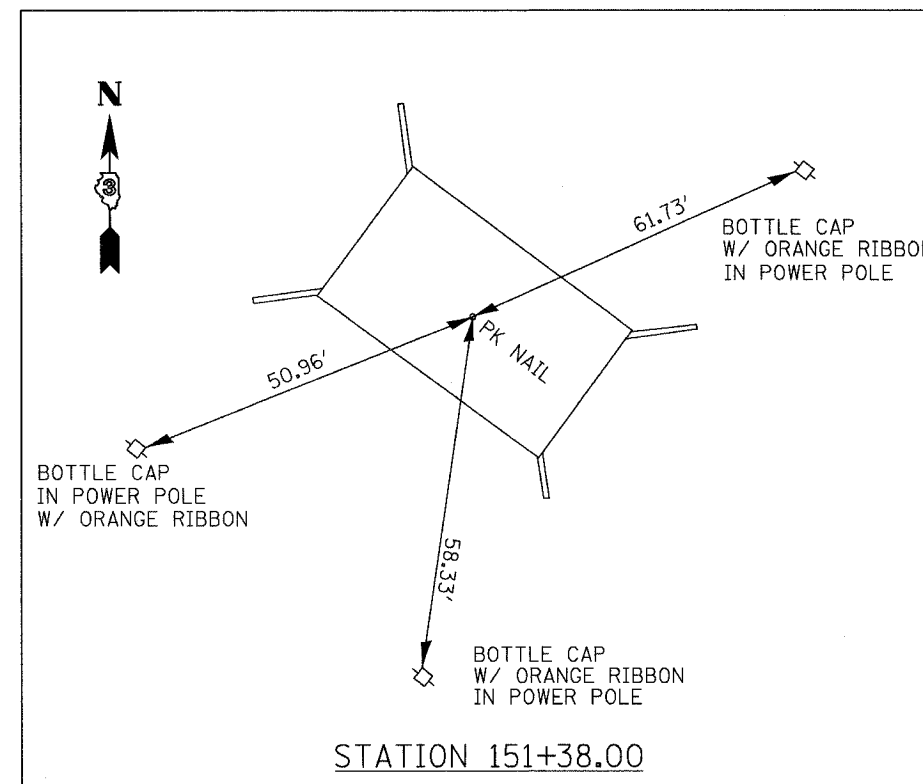 N
3
61.73'
BOTTLE CAP
W/ ORANGE RIBBON
IN POWER POLE
PK NAIL
50.96'
BOTTLE CAP
IN POWER POLE
W/ ORANGE RIBBON
58.33'
BOTTLE CAP
W/ ORANGE RIBBON
IN POWER POLE
STATION 151+38.00